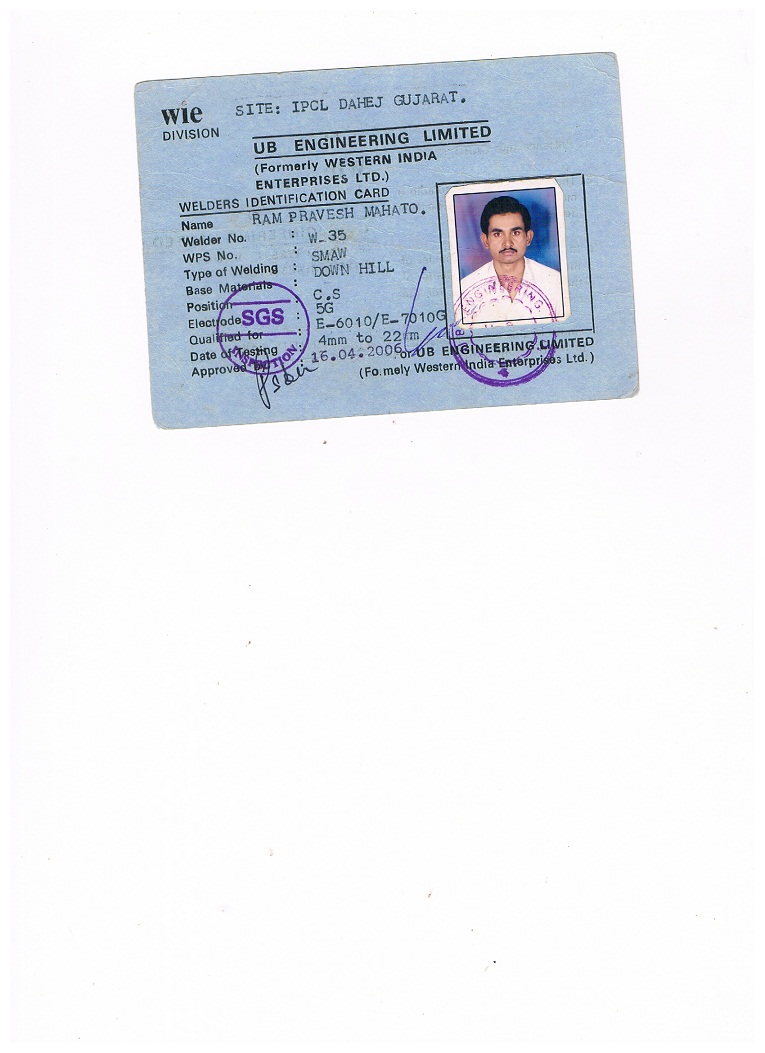 wie SITE: IPCL DAHEJ GUJARAT.
DIVISION
UB ENGINEERING LIMITED
(Formerly WESTERN INDIA
ENTERPRISES LTD.)
WELDERS IDENTIFICATION CARD
Name RAM PRAVESH MAHATO.
Welder No. : W-35
WPS No. : SMAW
Type of Welding : DOWN HILL
Base Materials : C.S
Position : 5G
Electrode E-6010/E-7010G
Qualified for : 4mm to 22mm
Date of Testing : 16.04.2006
Approved
or UB ENGINEERING LIMITED
(Fo.mely Western India Enterprises Ltd.)
SGS
INSPECTION
ENGINEERING